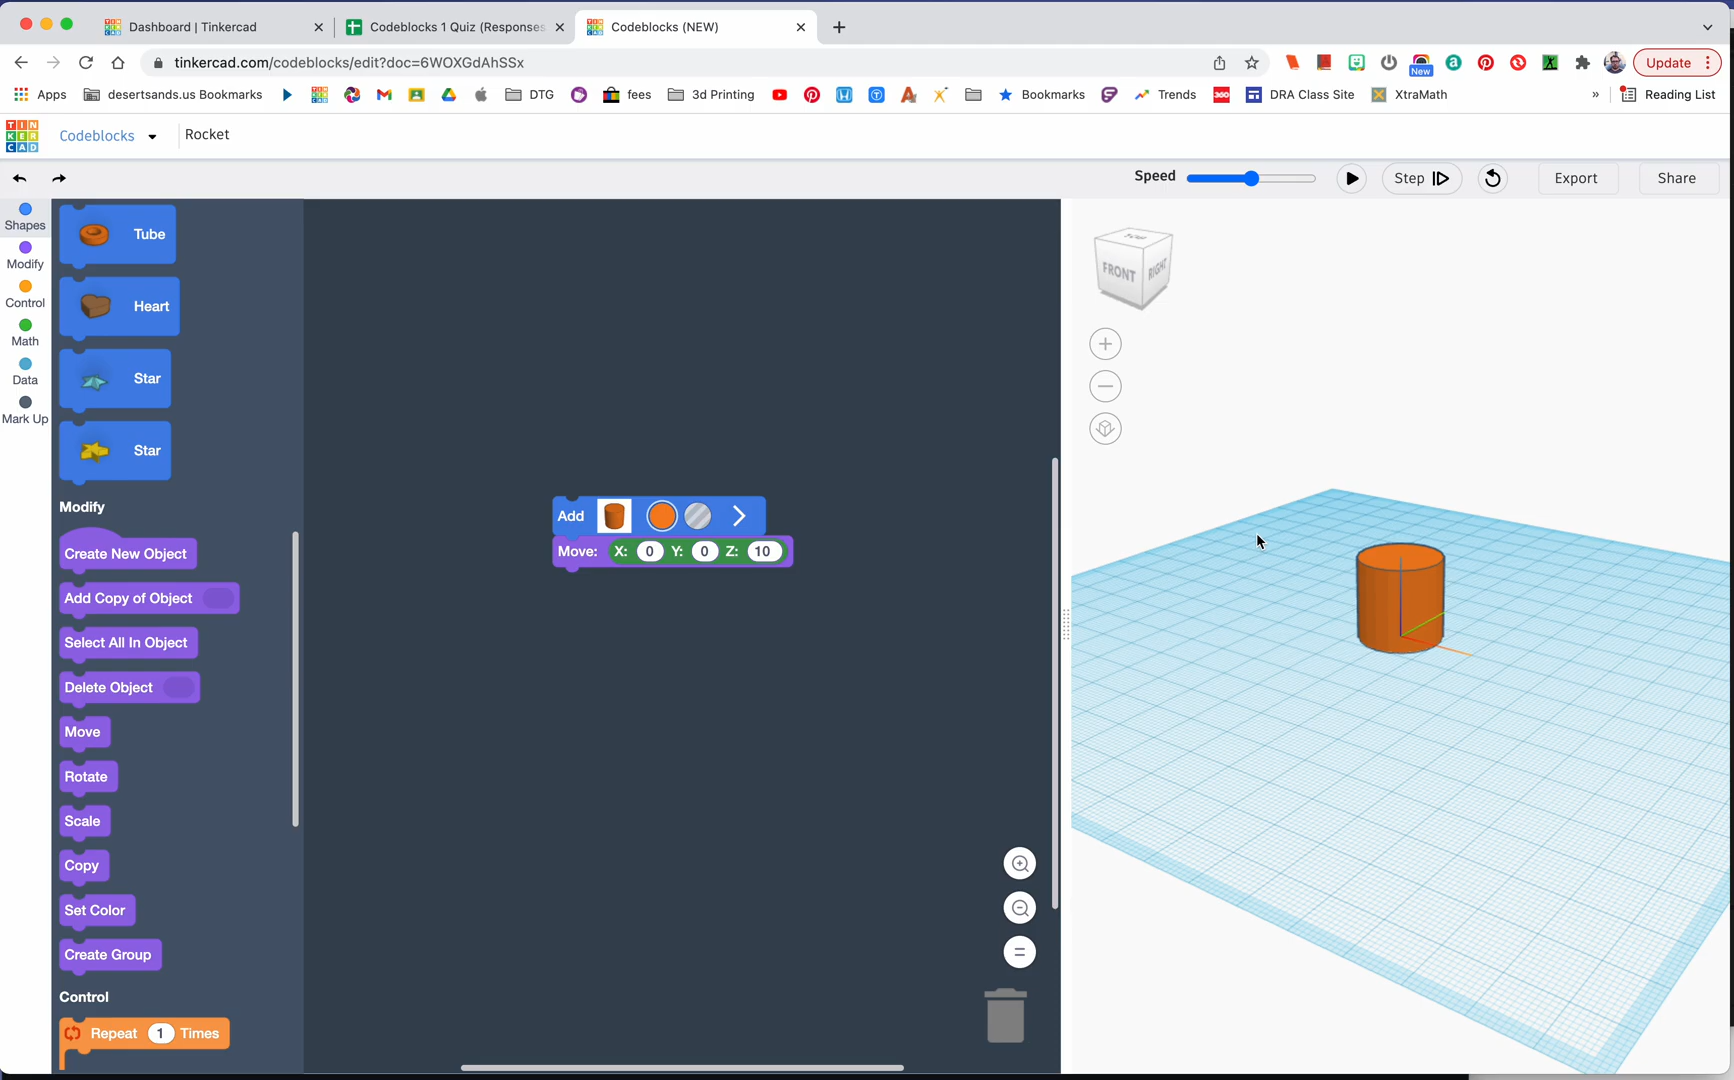 Dashboard | Tinkercad
Codeblocks 1 Quiz (Responses
Codeblocks (NEW)
tinkercad.com/codeblocks/edit?doc=6WOXGdAhSSx
New
Update
Apps
desertsands.us Bookmarks
DTG
fees
3d Printing
Bookmarks
Trends
360
DRA Class Site
XtraMath
»
Reading List
TIN
KER
CAD
Codeblocks
Rocket
Speed
Step
Export
Share
Shapes
Modify
Control
Math
Data
Mark Up
Tube
Heart
Star
Star
Modify
Create New Object
Add Copy of Object
Select All In Object
Delete Object
Move
Rotate
Scale
Copy
Set Color
Create Group
Control
Repeat 1 Times
Add
Move: X: 0 Y: 0 Z: 10
TOP
FRONT
RIGHT